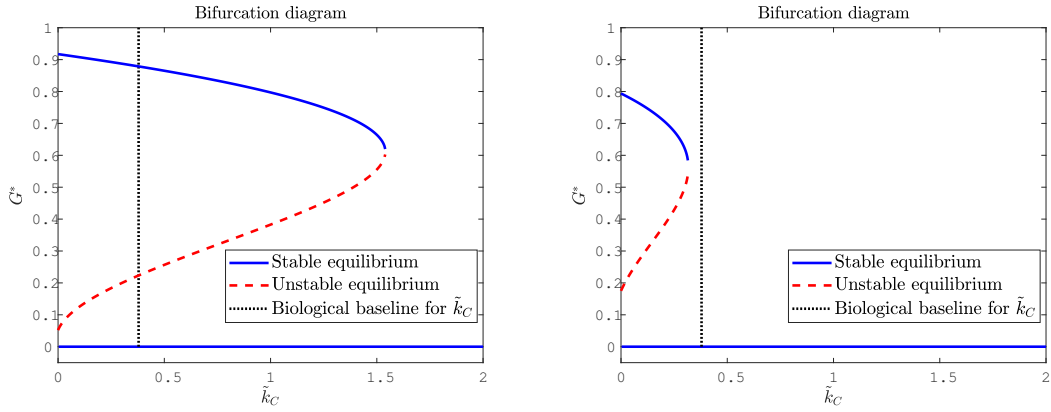 Bifurcation diagram
1
0.9
0.8
0.7
0.6
0.5
0.4
0.3
0.2
0.1
0
G*
0 0.5 1 1.5 2
k̃_C
Stable equilibrium
Unstable equilibrium
Biological baseline for k̃_C
Bifurcation diagram
1
0.9
0.8
0.7
0.6
0.5
0.4
0.3
0.2
0.1
0
G*
0 0.5 1 1.5 2
k̃_C
Stable equilibrium
Unstable equilibrium
Biological baseline for k̃_C